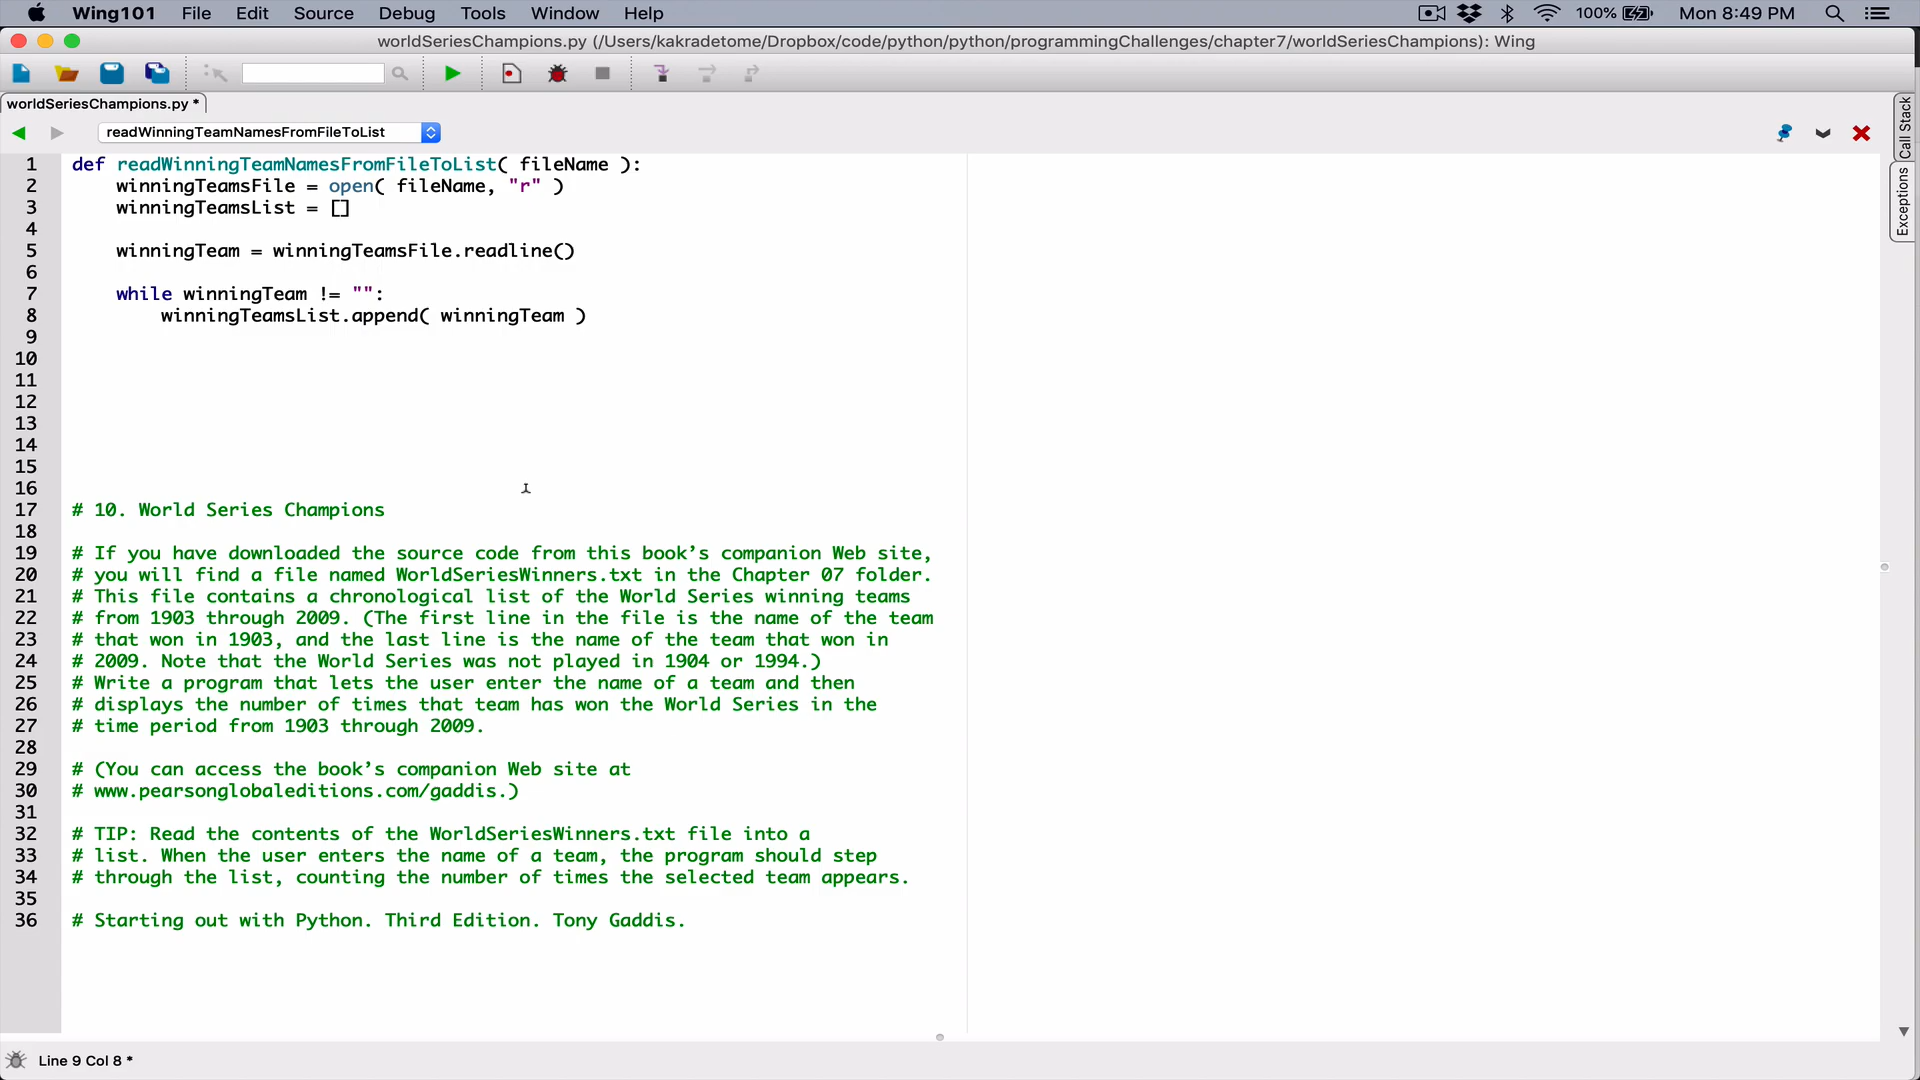 Wing101 File Edit Source Debug Tools Window Help 100% Mon 8:49 PM
worldSeriesChampions.py (/Users/kakradetome/Dropbox/code/python/python/programmingChallenges/chapter7/worldSeriesChampions): Wing
worldSeriesChampions.py *
readWinningTeamNamesFromFileToList
Call Stack
Exceptions
1 def readWinningTeamNamesFromFileToList( fileName ):
2 winningTeamsFile = open( fileName, "r" )
3 winningTeamsList = []
4
5 winningTeam = winningTeamsFile.readline()
6
7 while winningTeam != "":
8 winningTeamsList.append( winningTeam )
9
10
11
12
13
14
15
16
17 # 10. World Series Champions
18
19 # If you have downloaded the source code from this book’s companion Web site,
20 # you will find a file named WorldSeriesWinners.txt in the Chapter 07 folder.
21 # This file contains a chronological list of the World Series winning teams
22 # from 1903 through 2009. (The first line in the file is the name of the team
23 # that won in 1903, and the last line is the name of the team that won in
24 # 2009. Note that the World Series was not played in 1904 or 1994.)
25 # Write a program that lets the user enter the name of a team and then
26 # displays the number of times that team has won the World Series in the
27 # time period from 1903 through 2009.
28
29 # (You can access the book’s companion Web site at
30 # www.pearsonglobaleditions.com/gaddis.)
31
32 # TIP: Read the contents of the WorldSeriesWinners.txt file into a
33 # list. When the user enters the name of a team, the program should step
34 # through the list, counting the number of times the selected team appears.
35
36 # Starting out with Python. Third Edition. Tony Gaddis.
Line 9 Col 8 *